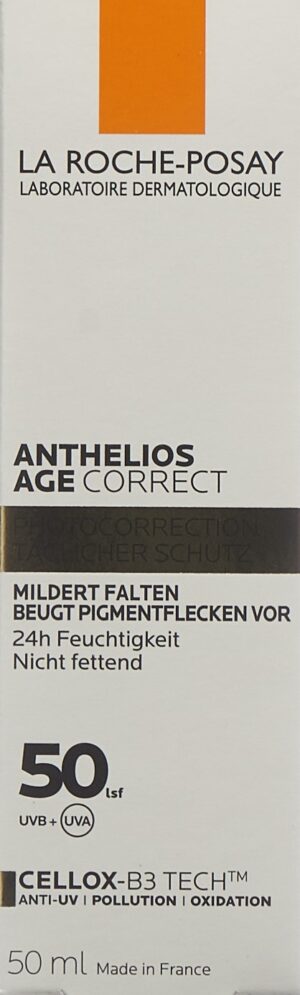 LA ROCHE-POSAY
LABORATOIRE DERMATOLOGIQUE
ANTHELIOS
AGE CORRECT
PHOTOCORRECTION
TÄGLICHER SCHUTZ
MILDERT FALTEN
BEUGT PIGMENTFLECKEN VOR
24h Feuchtigkeit
Nicht fettend
50 lsf
UVB + UVA
CELLOX-B3 TECH™
ANTI-UV | POLLUTION | OXIDATION
50 ml Made in France